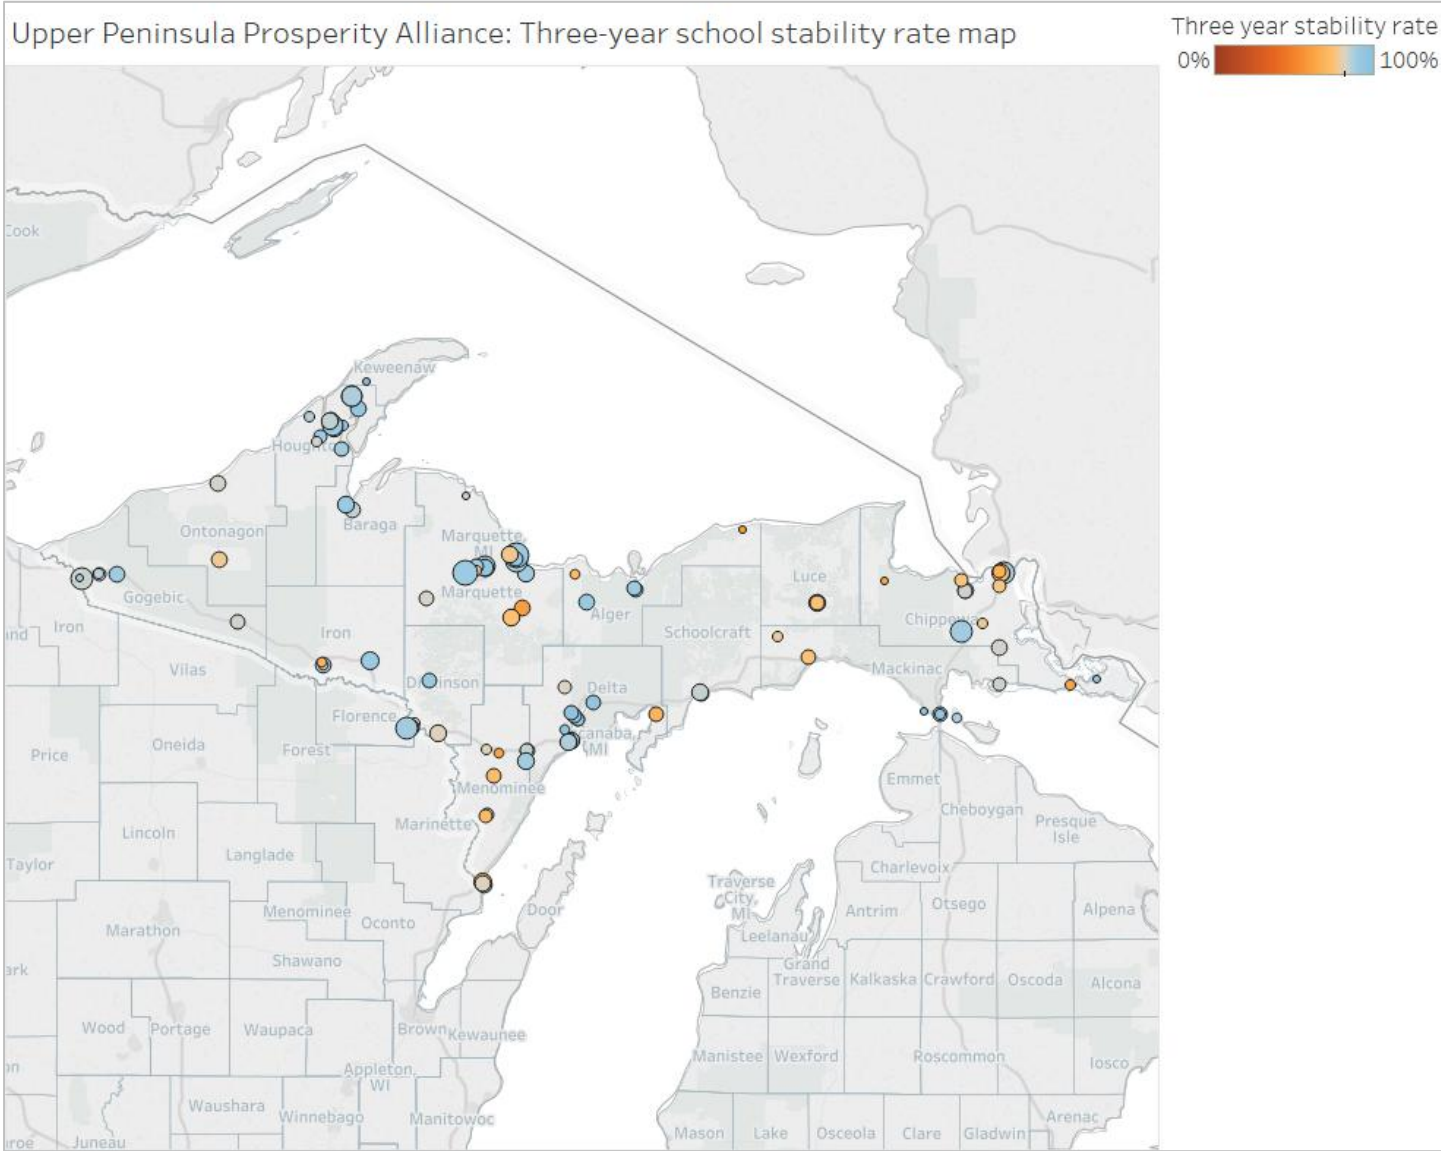 Upper Peninsula Prosperity Alliance: Three-year school stability rate map
Three year stability rate
0%
100%
Cook
Keweenaw
Ontonagon
Baraga
Marquette,
MI
Marquette
Gogebic
Iron
Iron
Alger
Luce
Schoolcraft
Mackinac
Vilas
Delta
Florence
Price
Oneida
Forest
Menominee
Emmet
Cheboygan
Presque
Isle
Lincoln
Marinette
Langlade
Taylor
Charlevoix
Traverse
City,
MI
Menominee
Oconto
Door
Antrim
Otsego
Alpena
Marathon
Leelanau
Shawano
Grand
Traverse
Kalkaska
Crawford
Oscoda
Alcona
Benzie
Wood
Portage
Waupaca
Brown
Kewaunee
Manistee
Wexford
Roscommon
Iosco
Appleton,
WI
Waushara
Winnebago
Manitowoc
Arenac
Juneau
Mason
Lake
Osceola
Clare
Gladwin